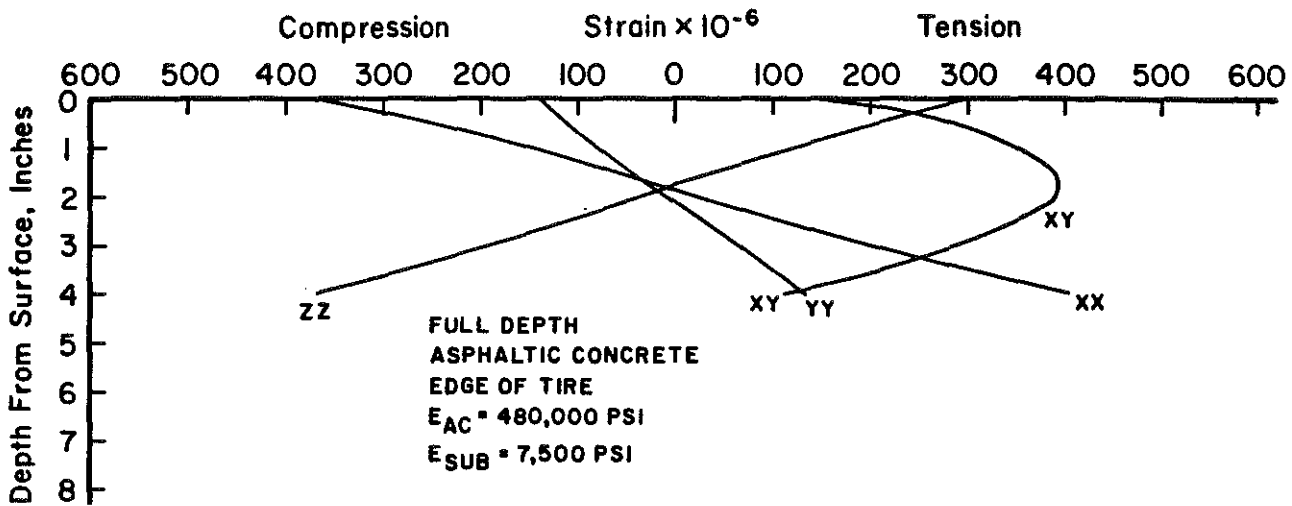 Compression Strain × 10⁻⁶ Tension
600 500 400 300 200 100 0 100 200 300 400 500 600
Depth From Surface, Inches
0
1
2
3
4
5
6
7
8
XY
ZZ
XY YY
XX
FULL DEPTH
ASPHALTIC CONCRETE
EDGE OF TIRE
E_AC = 480,000 PSI
E_SUB = 7,500 PSI